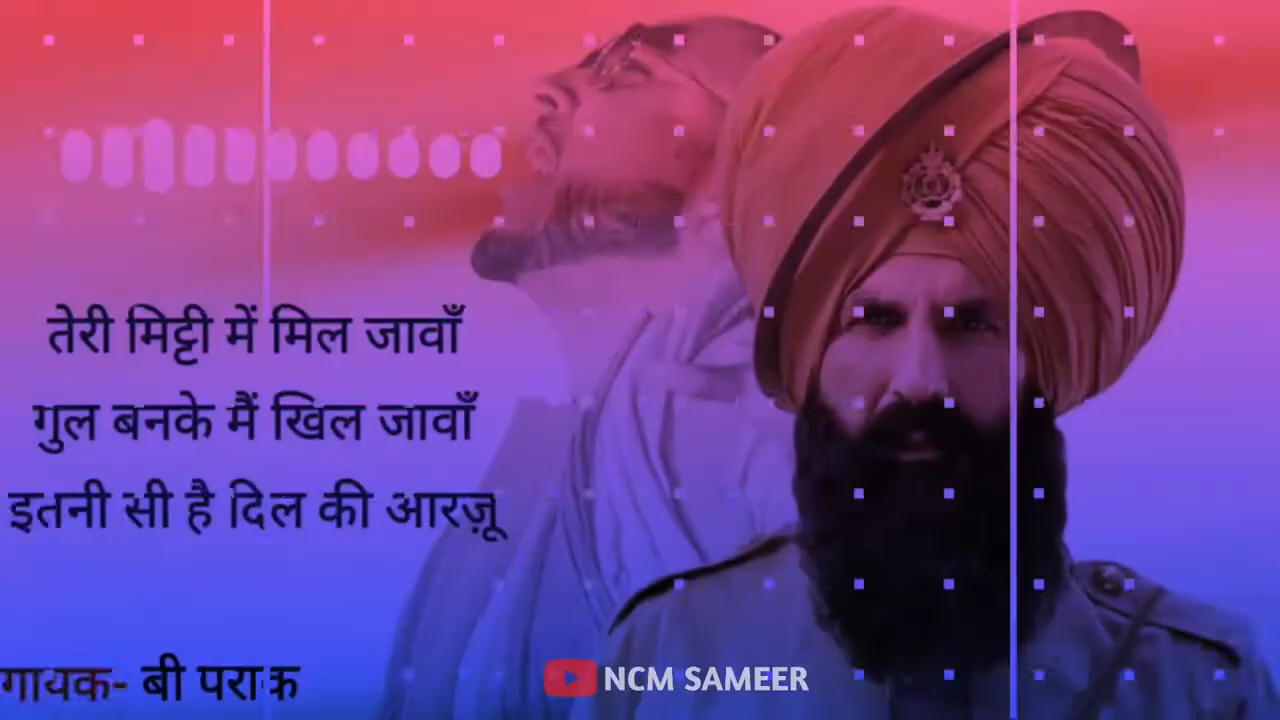 तेरी मिट्टी में मिल जावाँ
गुल बनके मैं खिल जावाँ
इतनी सी है दिल की आरज़ू
गायक- बी पराक
NCM SAMEER